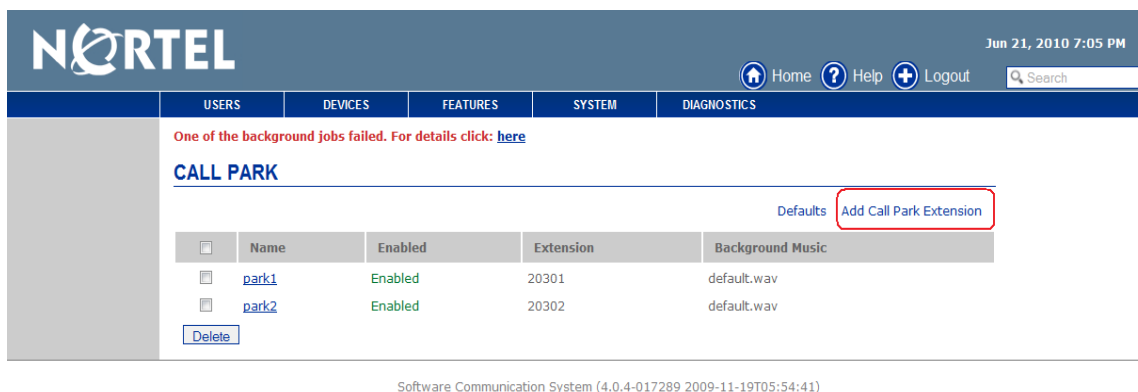 NORTEL
Jun 21, 2010 7:05 PM
Home Help Logout Search
USERS DEVICES FEATURES SYSTEM DIAGNOSTICS
One of the background jobs failed. For details click: here
CALL PARK
Defaults Add Call Park Extension
Name Enabled Extension Background Music
park1 Enabled 20301 default.wav
park2 Enabled 20302 default.wav
Delete
Software Communication System (4.0.4-017289 2009-11-19T05:54:41)